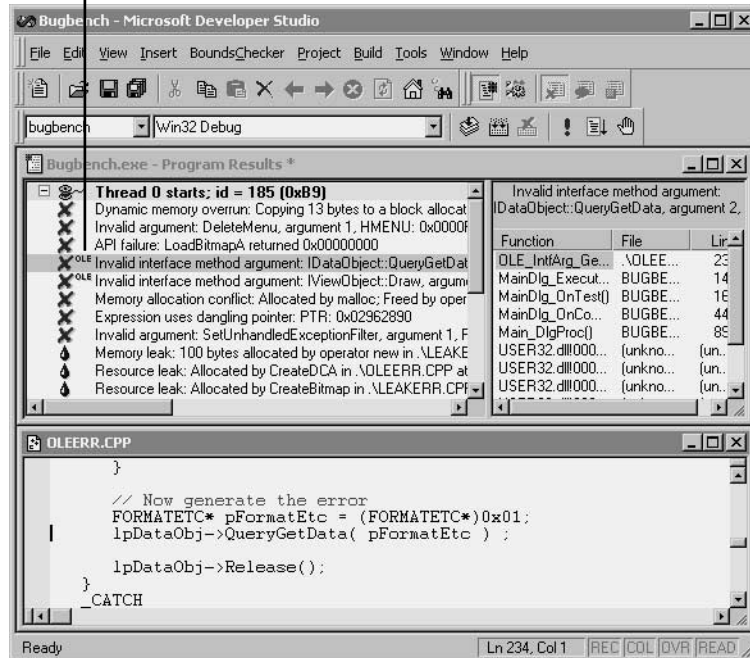 Bugbench - Microsoft Developer Studio
File Edit View Insert BoundsChecker Project Build Tools Window Help
bugbench Win32 Debug
Bugbench.exe - Program Results *
Thread 0 starts; id = 185 (0xB9)
Dynamic memory overrun: Copying 13 bytes to a block allocat
Invalid argument: DeleteMenu, argument 1, HMENU: 0x0000F
API failure: LoadBitmapA returned 0x00000000
OLE Invalid interface method argument: IDataObject::QueryGetDat
OLE Invalid interface method argument: IViewObject::Draw, argum
Memory allocation conflict: Allocated by malloc; Freed by oper
Expression uses dangling pointer: PTR: 0x02962890
Invalid argument: SetUnhandledExceptionFilter, argument 1, F
Memory leak: 100 bytes allocated by operator new in .\LEAKE
Resource leak: Allocated by CreateDCA in .\OLEERR.CPP at
Resource leak: Allocated by CreateBitmap in .\LEAKERR.CPF
Invalid interface method argument:
IDataObject::QueryGetData, argument 2,
Function File Lir
OLE_IntfArg_Ge... .\OLEE... 23
MainDlg_Execut... BUGBE... 14
MainDlg_OnTest() BUGBE... 16
MainDlg_OnCo... BUGBE... 44
Main_DlgProc() BUGBE... 89
USER32.dll!000... (unkno... (un...
USER32.dll!000... (unkno... (un...
USER32.dll!000... (unkno... (un...
OLEERR.CPP
}
// Now generate the error
FORMATETC* pFormatEtc = (FORMATETC*)0x01;
lpDataObj->QueryGetData( pFormatEtc ) ;
lpDataObj->Release();
}
_CATCH
Ready Ln 234, Col 1 REC COL OVR READ